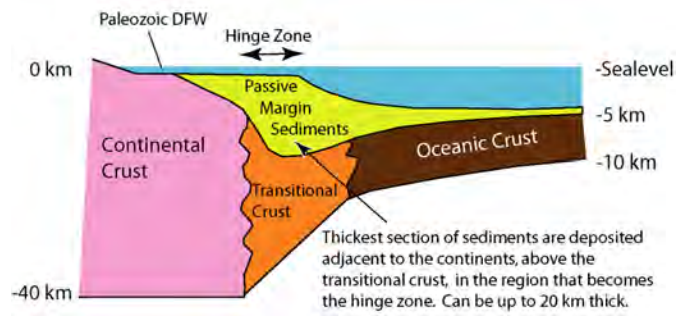 Paleozoic DFW
Hinge Zone
0 km
-Sealevel
Passive
Margin
Sediments
-5 km
Continental
Crust
Oceanic Crust
-10 km
Transitional
Crust
Thickest section of sediments are deposited
adjacent to the continents, above the
transitional crust, in the region that becomes
the hinge zone. Can be up to 20 km thick.
-40 km